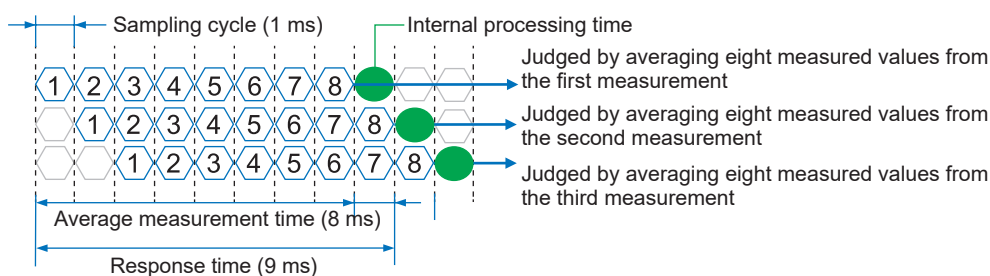 Sampling cycle (1 ms)
Internal processing time
1 2 3 4 5 6 7 8
Judged by averaging eight measured values from
the first measurement
1 2 3 4 5 6 7 8
Judged by averaging eight measured values from
the second measurement
1 2 3 4 5 6 7 8
Judged by averaging eight measured values from
the third measurement
Average measurement time (8 ms)
Response time (9 ms)